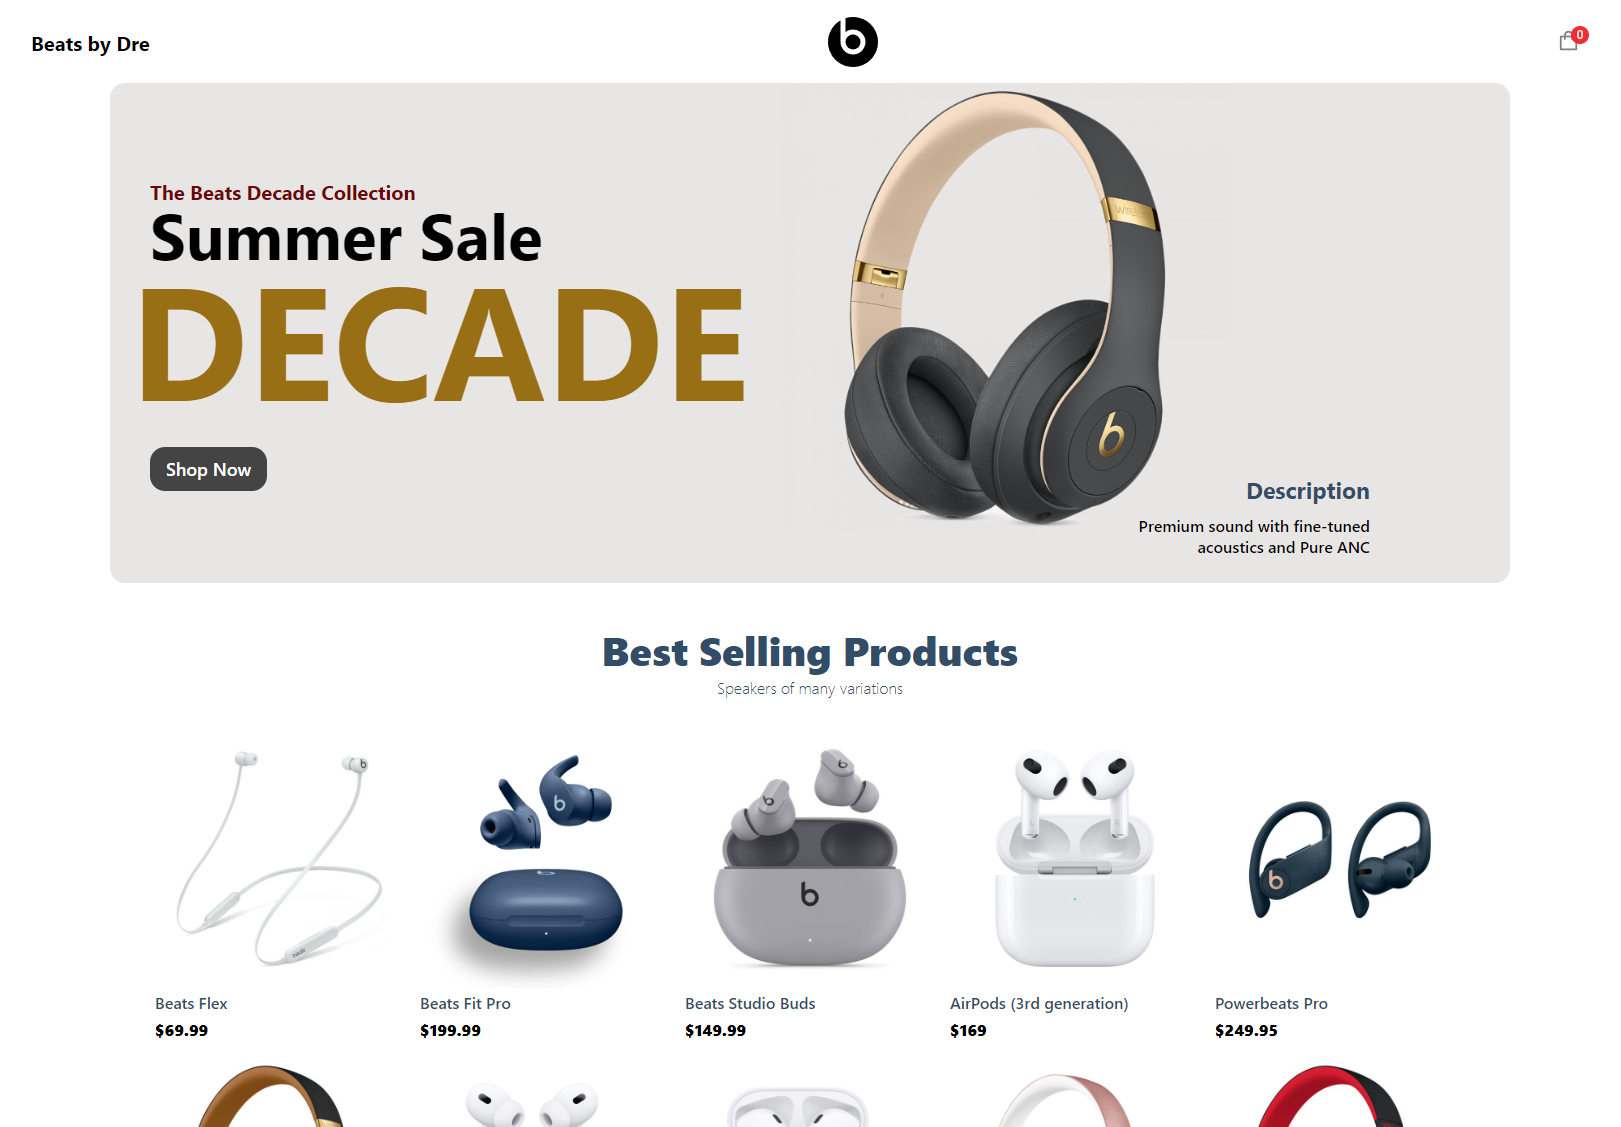 Beats by Dre
0
The Beats Decade Collection
Summer Sale
DECADE
Shop Now
Description
Premium sound with fine-tuned
acoustics and Pure ANC
Best Selling Products
Speakers of many variations
Beats Flex
$69.99
Beats Fit Pro
$199.99
Beats Studio Buds
$149.99
AirPods (3rd generation)
$169
Powerbeats Pro
$249.95